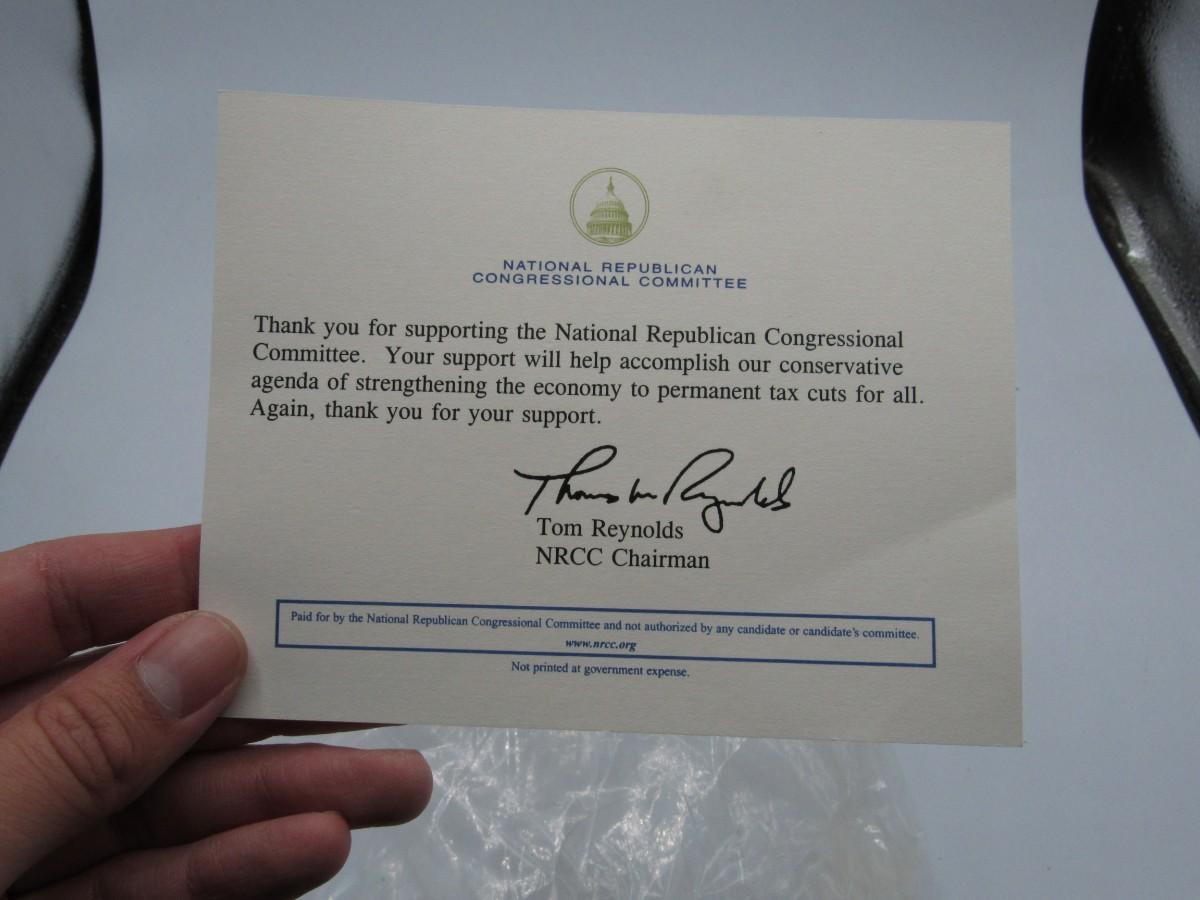 NATIONAL REPUBLICAN
CONGRESSIONAL COMMITTEE
Thank you for supporting the National Republican Congressional
Committee. Your support will help accomplish our conservative
agenda of strengthening the economy to permanent tax cuts for all.
Again, thank you for your support.
Thomas M Reynolds
Tom Reynolds
NRCC Chairman
Paid for by the National Republican Congressional Committee and not authorized by any candidate or candidate's committee.
www.nrcc.org
Not printed at government expense.